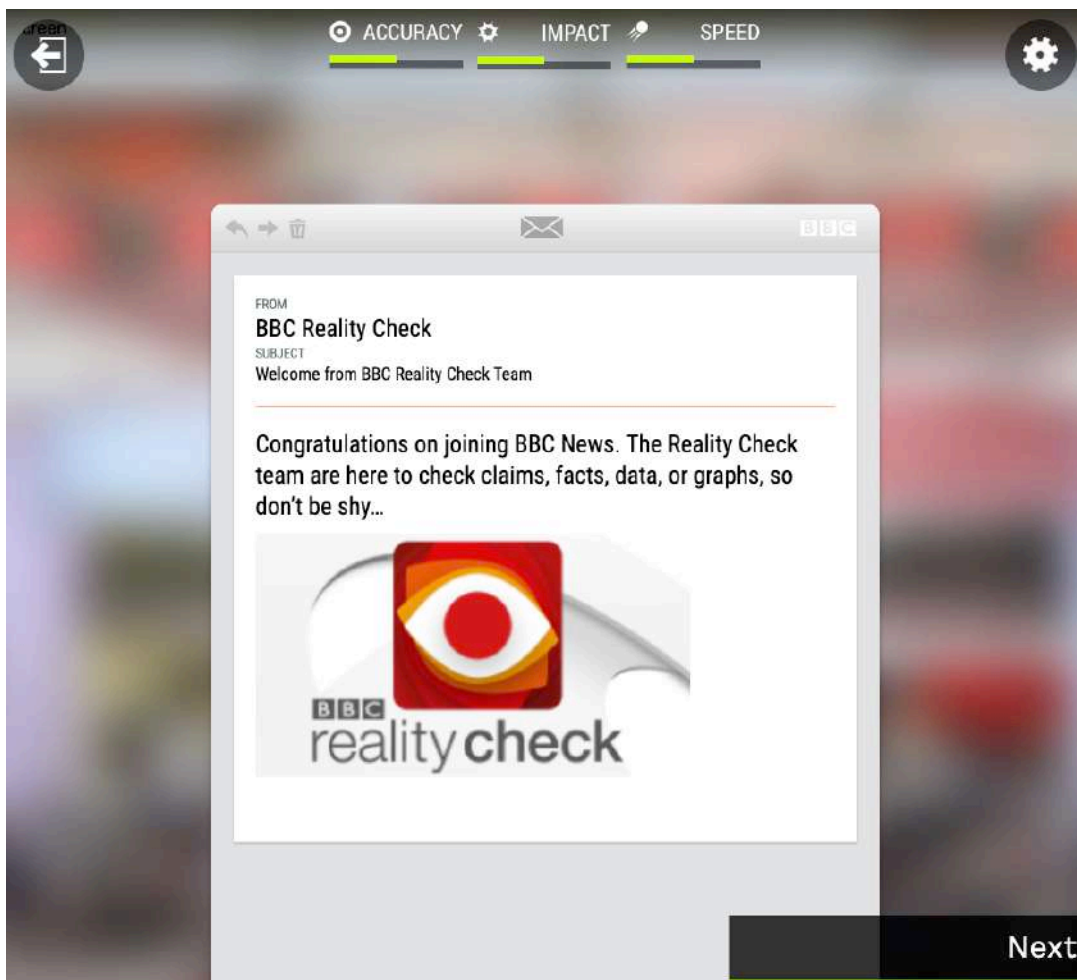 creen
ACCURACY IMPACT SPEED
BBC
FROM
BBC Reality Check
SUBJECT
Welcome from BBC Reality Check Team
Congratulations on joining BBC News. The Reality Check
team are here to check claims, facts, data, or graphs, so
don't be shy...
BBC
reality check
Next